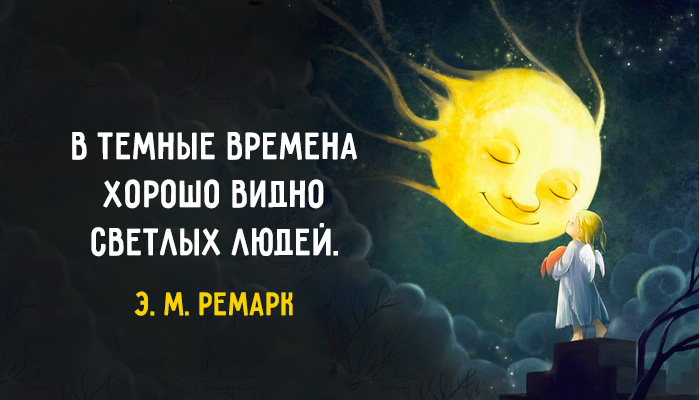 В ТЕМНЫЕ ВРЕМЕНА
ХОРОШО ВИДНО
СВЕТЛЫХ ЛЮДЕЙ.
Э. М. РЕМАРК